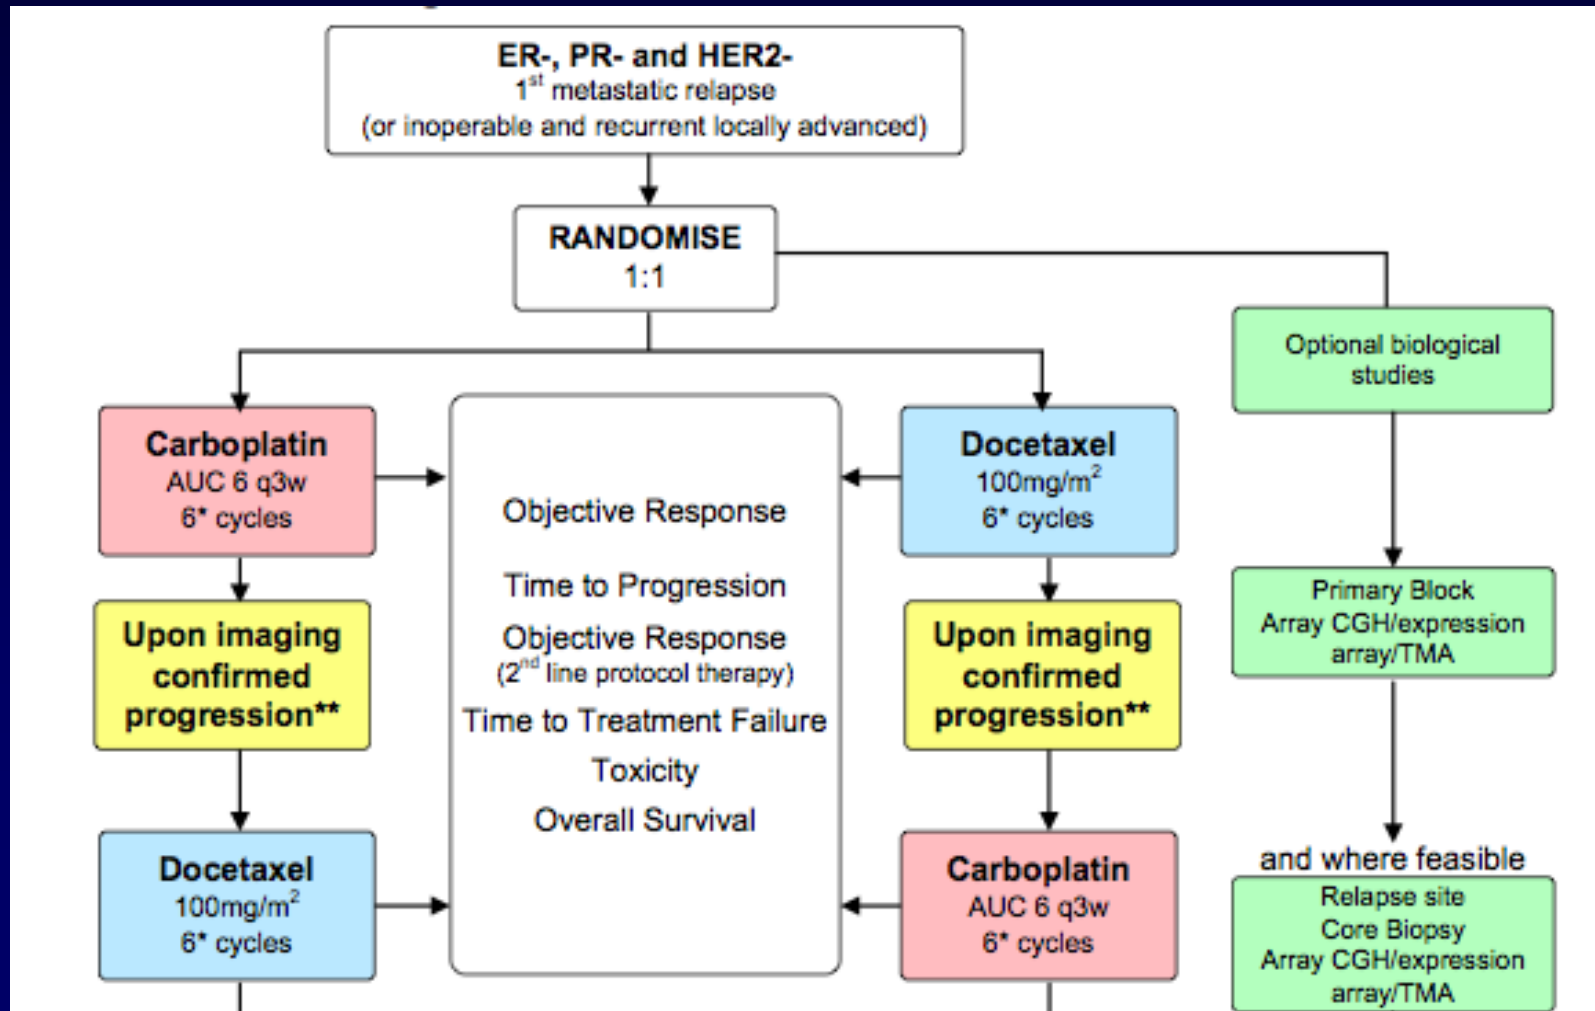 ER-, PR- and HER2-
1st metastatic relapse
(or inoperable and recurrent locally advanced)
RANDOMISE
1:1
Optional biological
studies
Carboplatin
AUC 6 q3w
6* cycles
Docetaxel
100mg/m2
6* cycles
Objective Response
Time to Progression
Objective Response
(2nd line protocol therapy)
Time to Treatment Failure
Toxicity
Overall Survival
Upon imaging
confirmed
progression**
Upon imaging
confirmed
progression**
Primary Block
Array CGH/expression
array/TMA
Docetaxel
100mg/m2
6* cycles
Carboplatin
AUC 6 q3w
6* cycles
and where feasible
Relapse site
Core Biopsy
Array CGH/expression
array/TMA